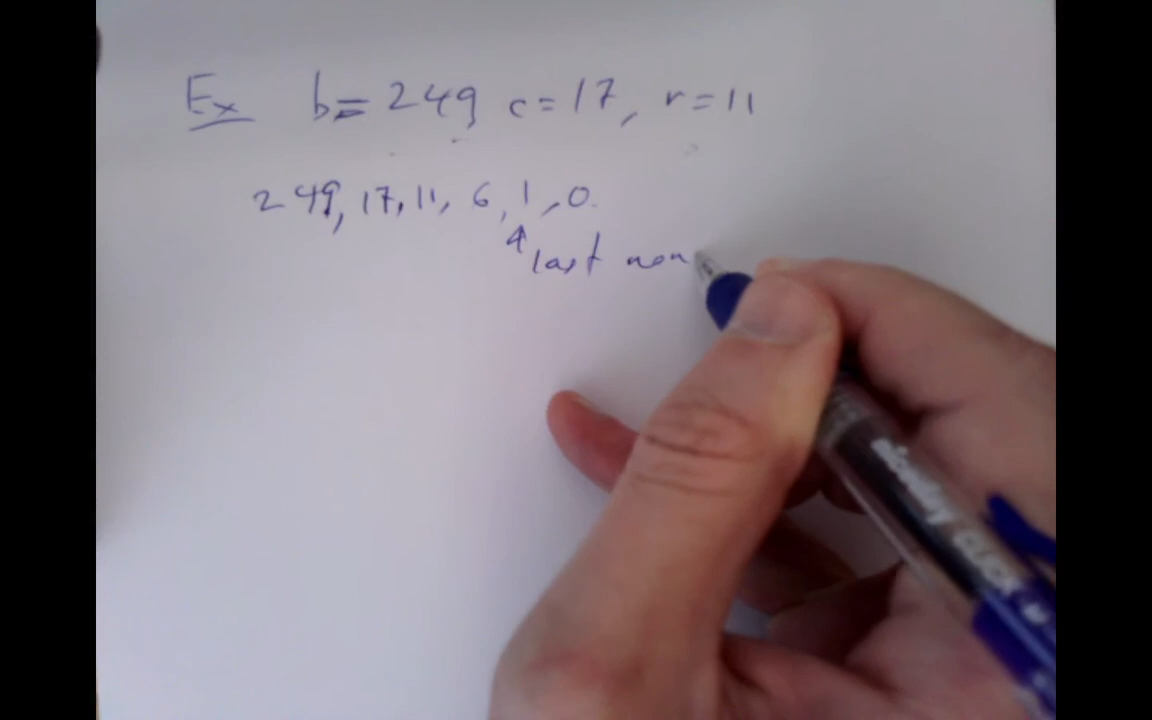 Ex b = 249 c = 17, r = 11
249, 17, 11, 6, 1, 0.
last non